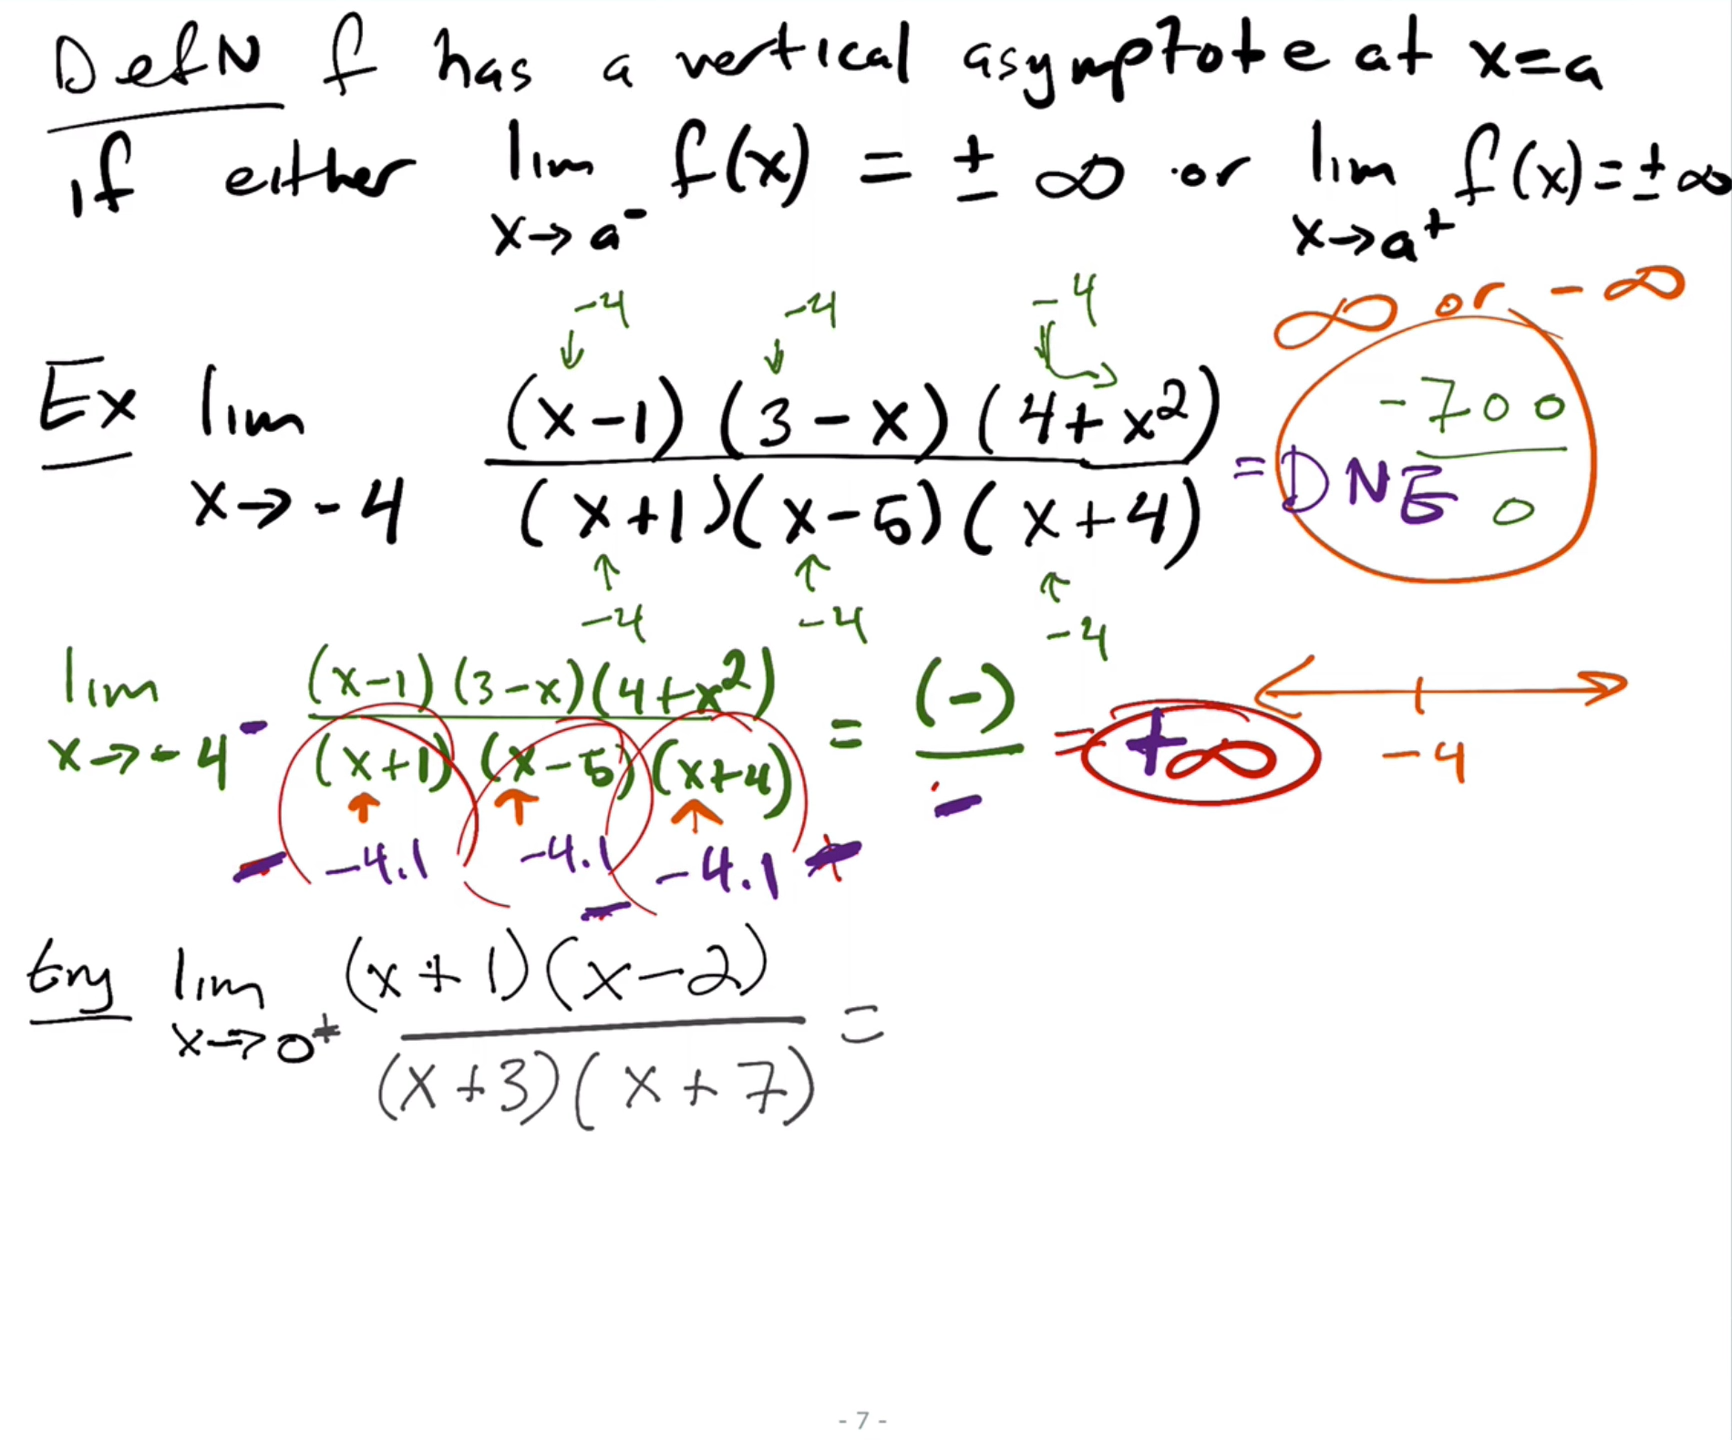 Defn f has a vertical asymptote at x=a
if either lim x→a⁻ f(x) = ± ∞ or lim x→a⁺ f(x) = ± ∞
-4 -4 -4 ∞ or - ∞
Ex lim x→-4 (x-1)(3-x)(4+x²) / (x+1)(x-5)(x+4) = DNE -700 / 0
-4 -4 -4
lim x→-4⁻ (x-1)(3-x)(4+x²) / (x+1)(x-5)(x+4) = (-) / - = +∞ -4
- -4.1 -4.1 - -4.1 -
try lim x→0⁺ (x+1)(x-2) / (x+3)(x+7) =
- 7 -